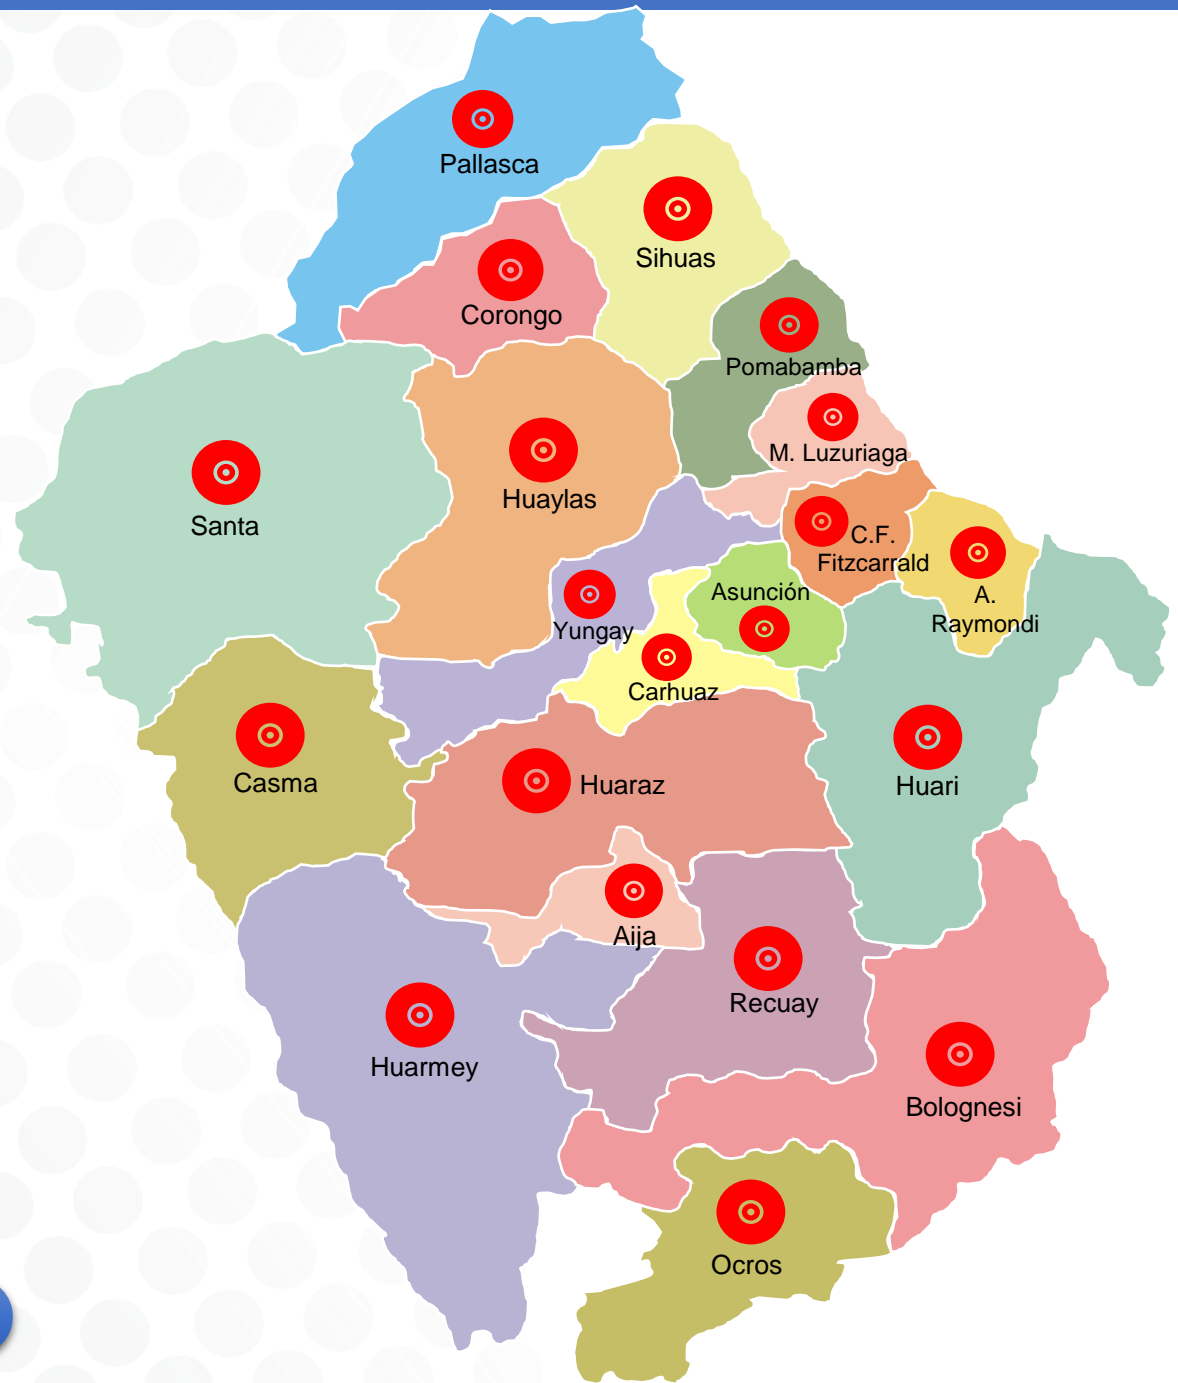 Pallasca
Sihuas
Corongo
Pomabamba
M. Luzuriaga
Huaylas
Santa
C.F.
Fitzcarrald
A.
Raymondi
Asunción
Yungay
Carhuaz
Casma
Huaraz
Huari
Aija
Recuay
Huarmey
Bolognesi
Ocros